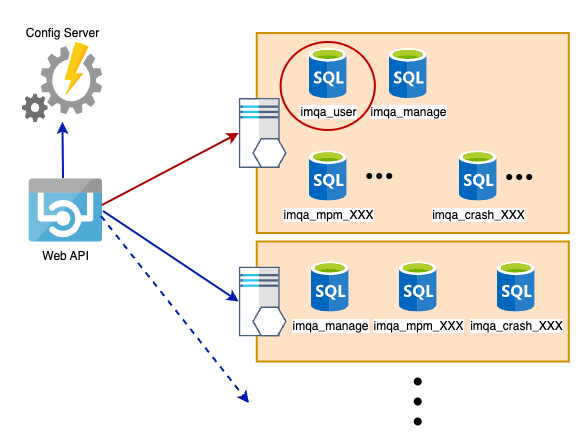 Config Server
SQL
SQL
imqa_user
imqa_manage
SQL
SQL
imqa_mpm_XXX
imqa_crash_XXX
Web API
SQL
SQL
SQL
imqa_manage
imqa_mpm_XXX
imqa_crash_XXX